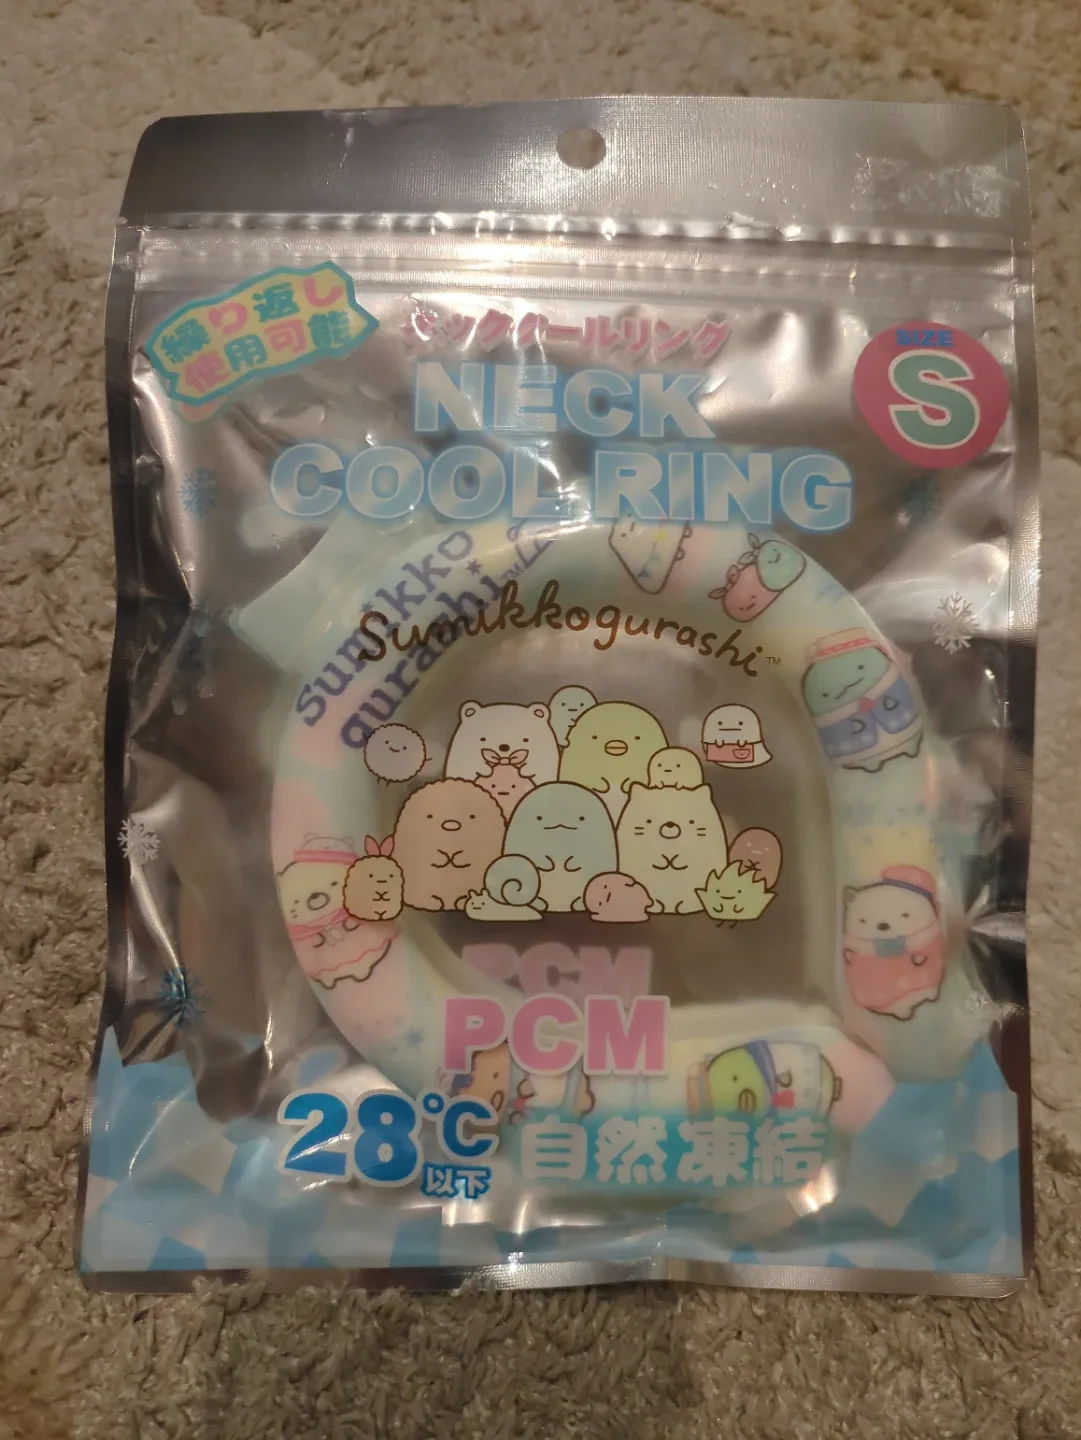 繰り返し
使用可能
ネッククールリング
SIZE
S
NECK
COOL RING
Sumikko
gurashi™
Sumikkogurashi™
PCM
28℃
以下
自然凍結